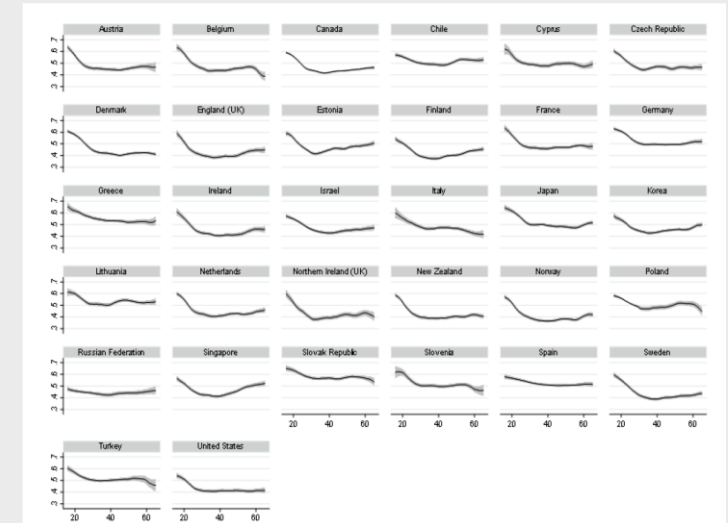 Austria Belgium Canada Chile Cyprus Czech Republic
.3 .4 .5 .6 .7
Denmark England (UK) Estonia Finland France Germany
.3 .4 .5 .6 .7
Greece Ireland Israel Italy Japan Korea
.3 .4 .5 .6 .7
Lithuania Netherlands Northern Ireland (UK) New Zealand Norway Poland
.3 .4 .5 .6 .7
Russian Federation Singapore Slovak Republic Slovenia Spain Sweden
.3 .4 .5 .6 .7
20 40 60 20 40 60 20 40 60 20 40 60
Turkey United States
.3 .4 .5 .6 .7
20 40 60 20 40 60